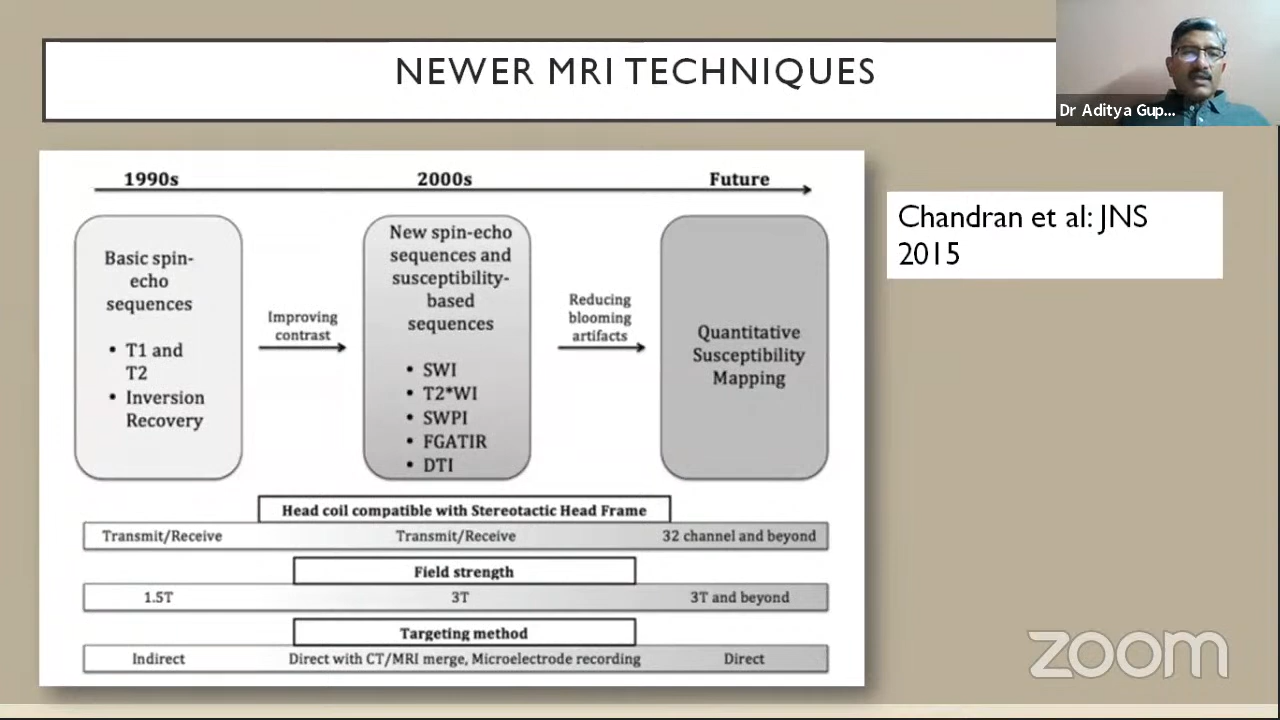 NEWER MRI TECHNIQUES
Dr Aditya Gup...
1990s
2000s
Future
Basic spin-
echo
sequences
• T1 and
T2
• Inversion
Recovery
Improving
contrast
New spin-echo
sequences and
susceptibility-
based
sequences
• SWI
• T2*WI
• SWPI
• FGATIR
• DTI
Reducing
blooming
artifacts
Quantitative
Susceptibility
Mapping
Chandran et al: JNS
2015
Head coil compatible with Stereotactic Head Frame
Transmit/Receive
Transmit/Receive
32 channel and beyond
Field strength
1.5T
3T
3T and beyond
Targeting method
Indirect
Direct with CT/MRI merge, Microelectrode recording
Direct
zoom